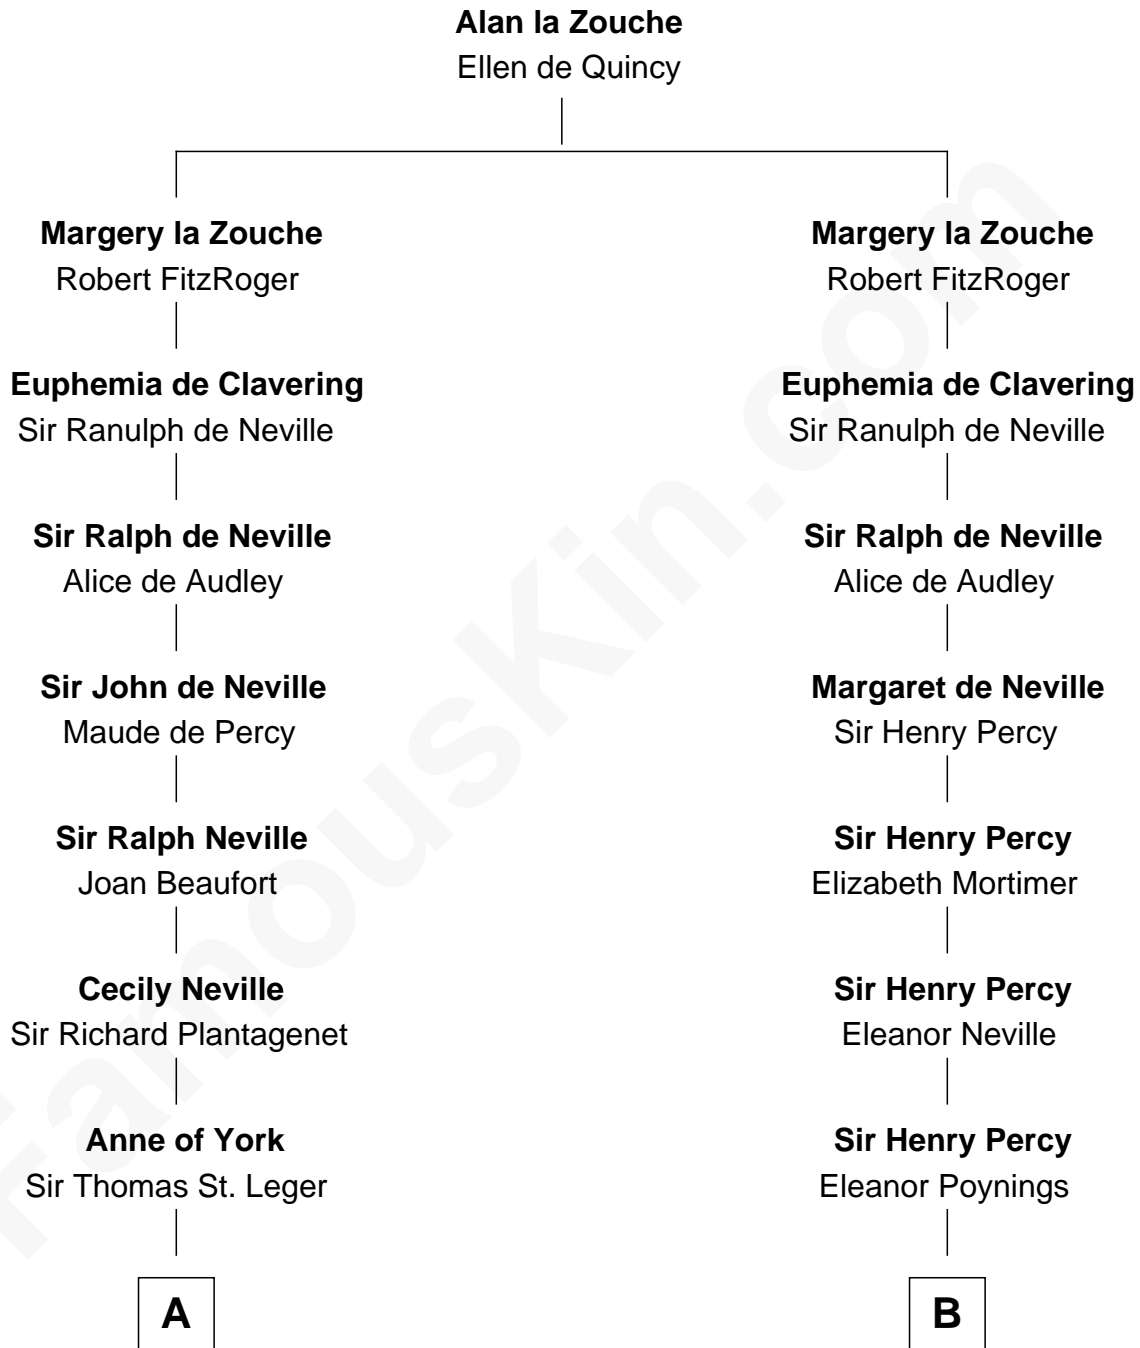 Alan la Zouche
Ellen de Quincy
Margery la Zouche
Robert FitzRoger
Margery la Zouche
Robert FitzRoger
Euphemia de Clavering
Sir Ranulph de Neville
Euphemia de Clavering
Sir Ranulph de Neville
Sir Ralph de Neville
Alice de Audley
Sir Ralph de Neville
Alice de Audley
Sir John de Neville
Maude de Percy
Margaret de Neville
Sir Henry Percy
Sir Ralph Neville
Joan Beaufort
Sir Henry Percy
Elizabeth Mortimer
Cecily Neville
Sir Richard Plantagenet
Sir Henry Percy
Eleanor Neville
Anne of York
Sir Thomas St. Leger
Sir Henry Percy
Eleanor Poynings
A
B
FamousKin.com